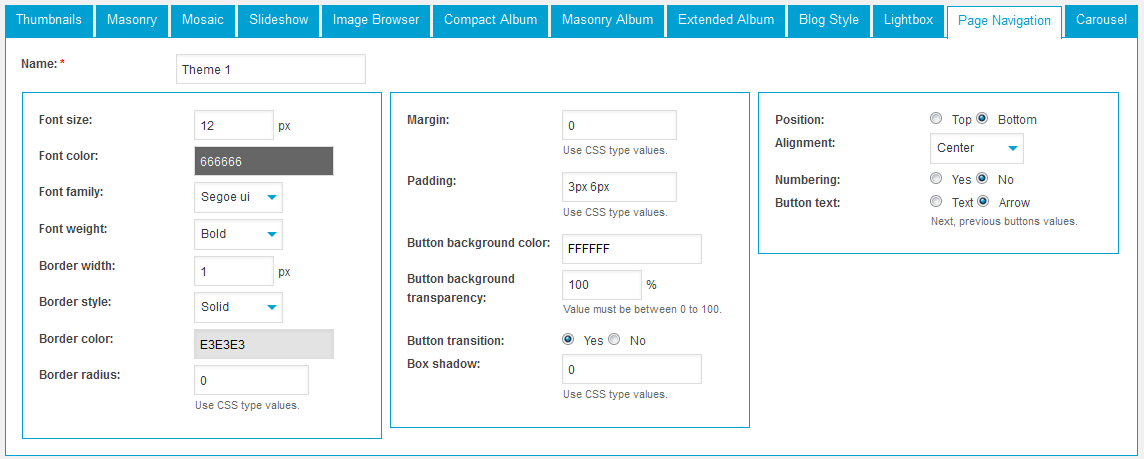 Thumbnails Masonry Mosaic Slideshow Image Browser Compact Album Masonry Album Extended Album Blog Style Lightbox Page Navigation Carousel
Name: * Theme 1
Font size: 12 px
Font color: 666666
Font family: Segoe ui
Font weight: Bold
Border width: 1 px
Border style: Solid
Border color: E3E3E3
Border radius: 0
Use CSS type values.
Margin: 0
Use CSS type values.
Padding: 3px 6px
Use CSS type values.
Button background color: FFFFFF
Button background
transparency: 100 %
Value must be between 0 to 100.
Button transition: Yes No
Box shadow: 0
Use CSS type values.
Position: Top Bottom
Alignment: Center
Numbering: Yes No
Button text: Text Arrow
Next, previous buttons values.